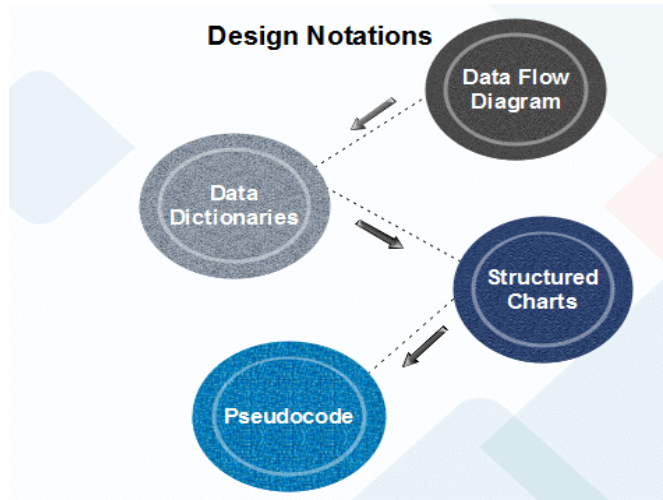 Design Notations
Data Flow
Diagram
Data
Dictionaries
Structured
Charts
Pseudocode